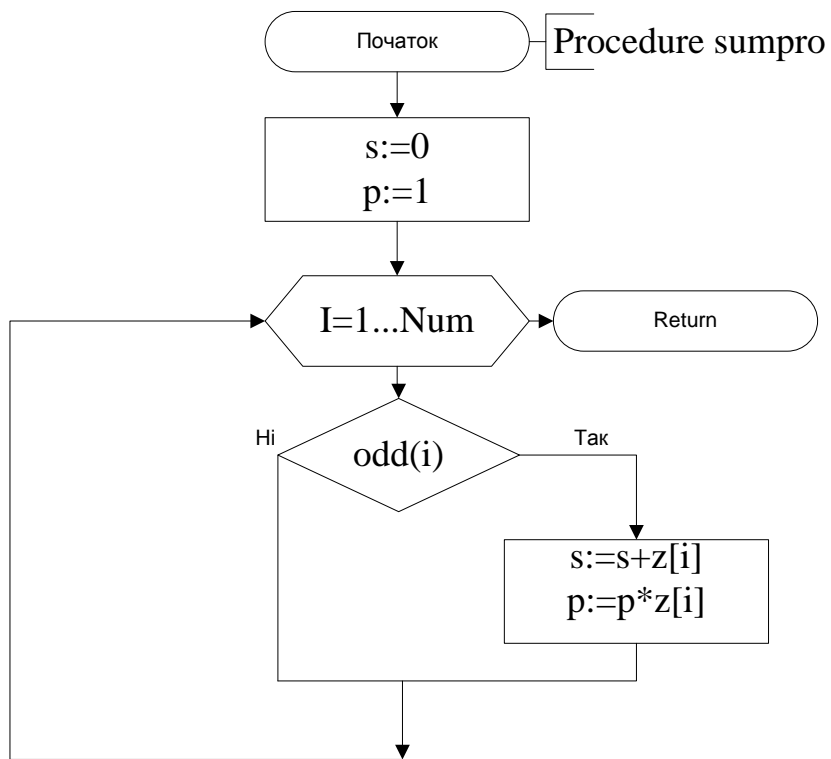 Початок
Procedure sumpro
s:=0
p:=1
I=1...Num
Return
Ні
odd(i)
Так
s:=s+z[i]
p:=p*z[i]